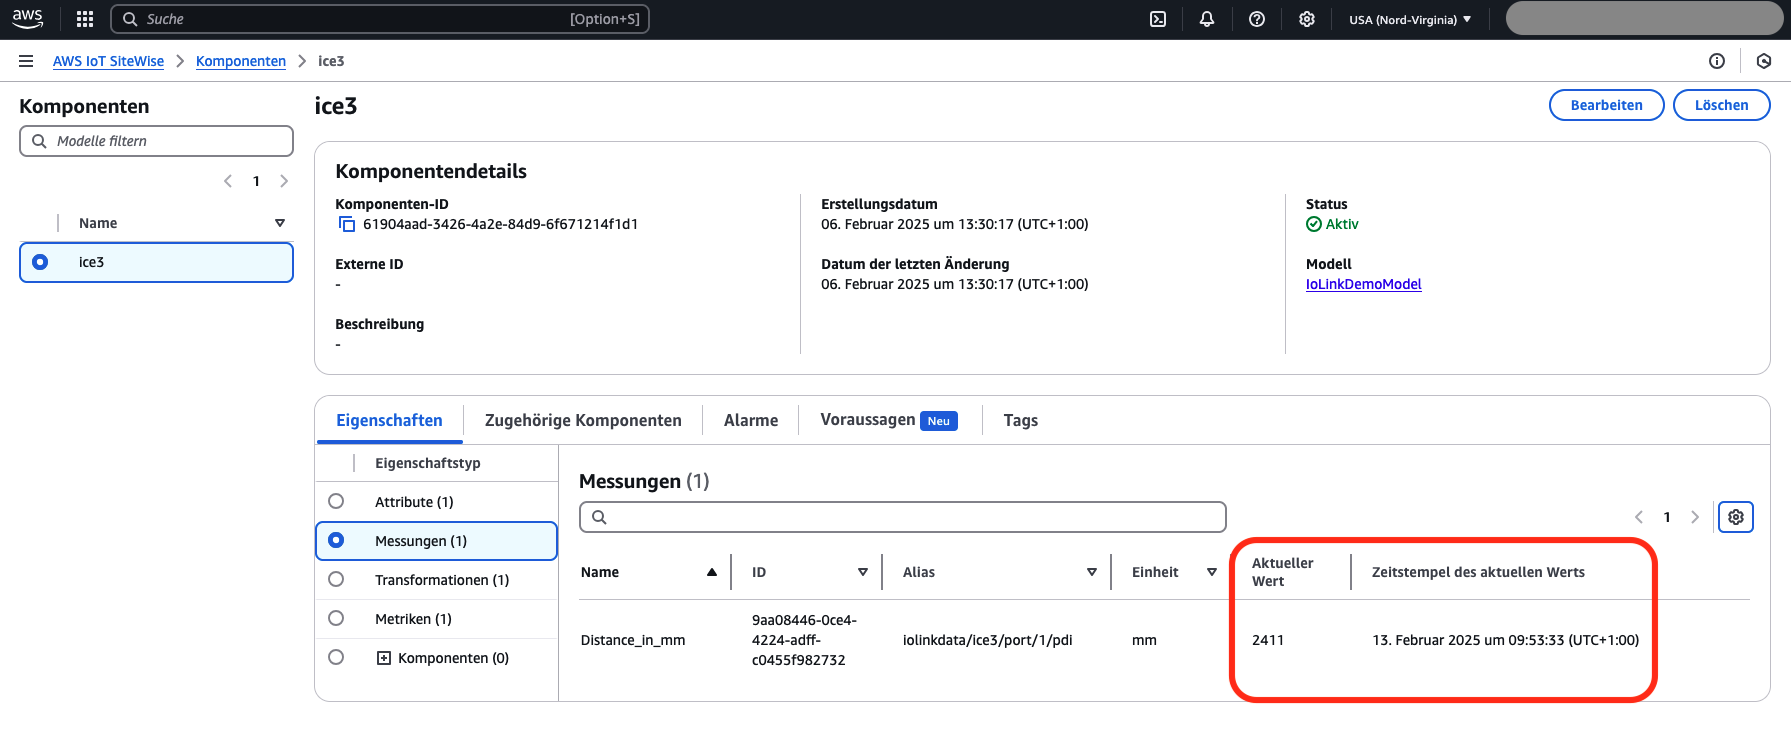 aws
Suche
[Option+S]
USA (Nord-Virginia)
AWS IoT SiteWise
Komponenten
ice3
Komponenten
Modelle filtern
1
Name
ice3
ice3
Bearbeiten
Löschen
Komponentendetails
Komponenten-ID
61904aad-3426-4a2e-84d9-6f671214f1d1
Externe ID
-
Beschreibung
-
Erstellungsdatum
06. Februar 2025 um 13:30:17 (UTC+1:00)
Datum der letzten Änderung
06. Februar 2025 um 13:30:17 (UTC+1:00)
Status
Aktiv
Modell
IoLinkDemoModel
Eigenschaften
Zugehörige Komponenten
Alarme
Voraussagen Neu
Tags
Eigenschaftstyp
Attribute (1)
Messungen (1)
Transformationen (1)
Metriken (1)
Komponenten (0)
Messungen (1)
1
Name
ID
Alias
Einheit
Aktueller
Wert
Zeitstempel des aktuellen Werts
Distance_in_mm
9aa08446-0ce4-
4224-adff-
c0455f982732
iolinkdata/ice3/port/1/pdi
mm
2411
13. Februar 2025 um 09:53:33 (UTC+1:00)